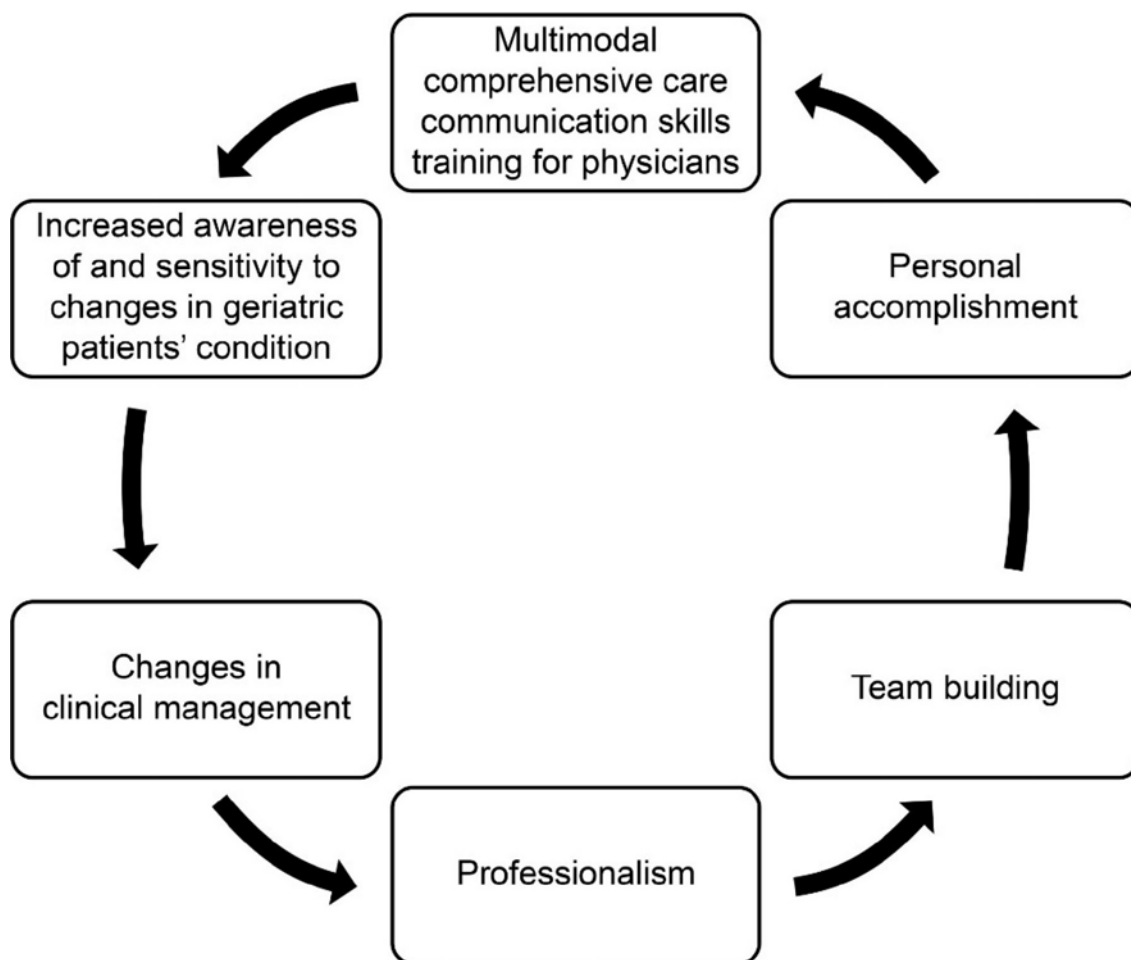 Multimodal
comprehensive care
communication skills
training for physicians
Increased awareness
of and sensitivity to
changes in geriatric
patients’ condition
Personal
accomplishment
Changes in
clinical management
Team building
Professionalism